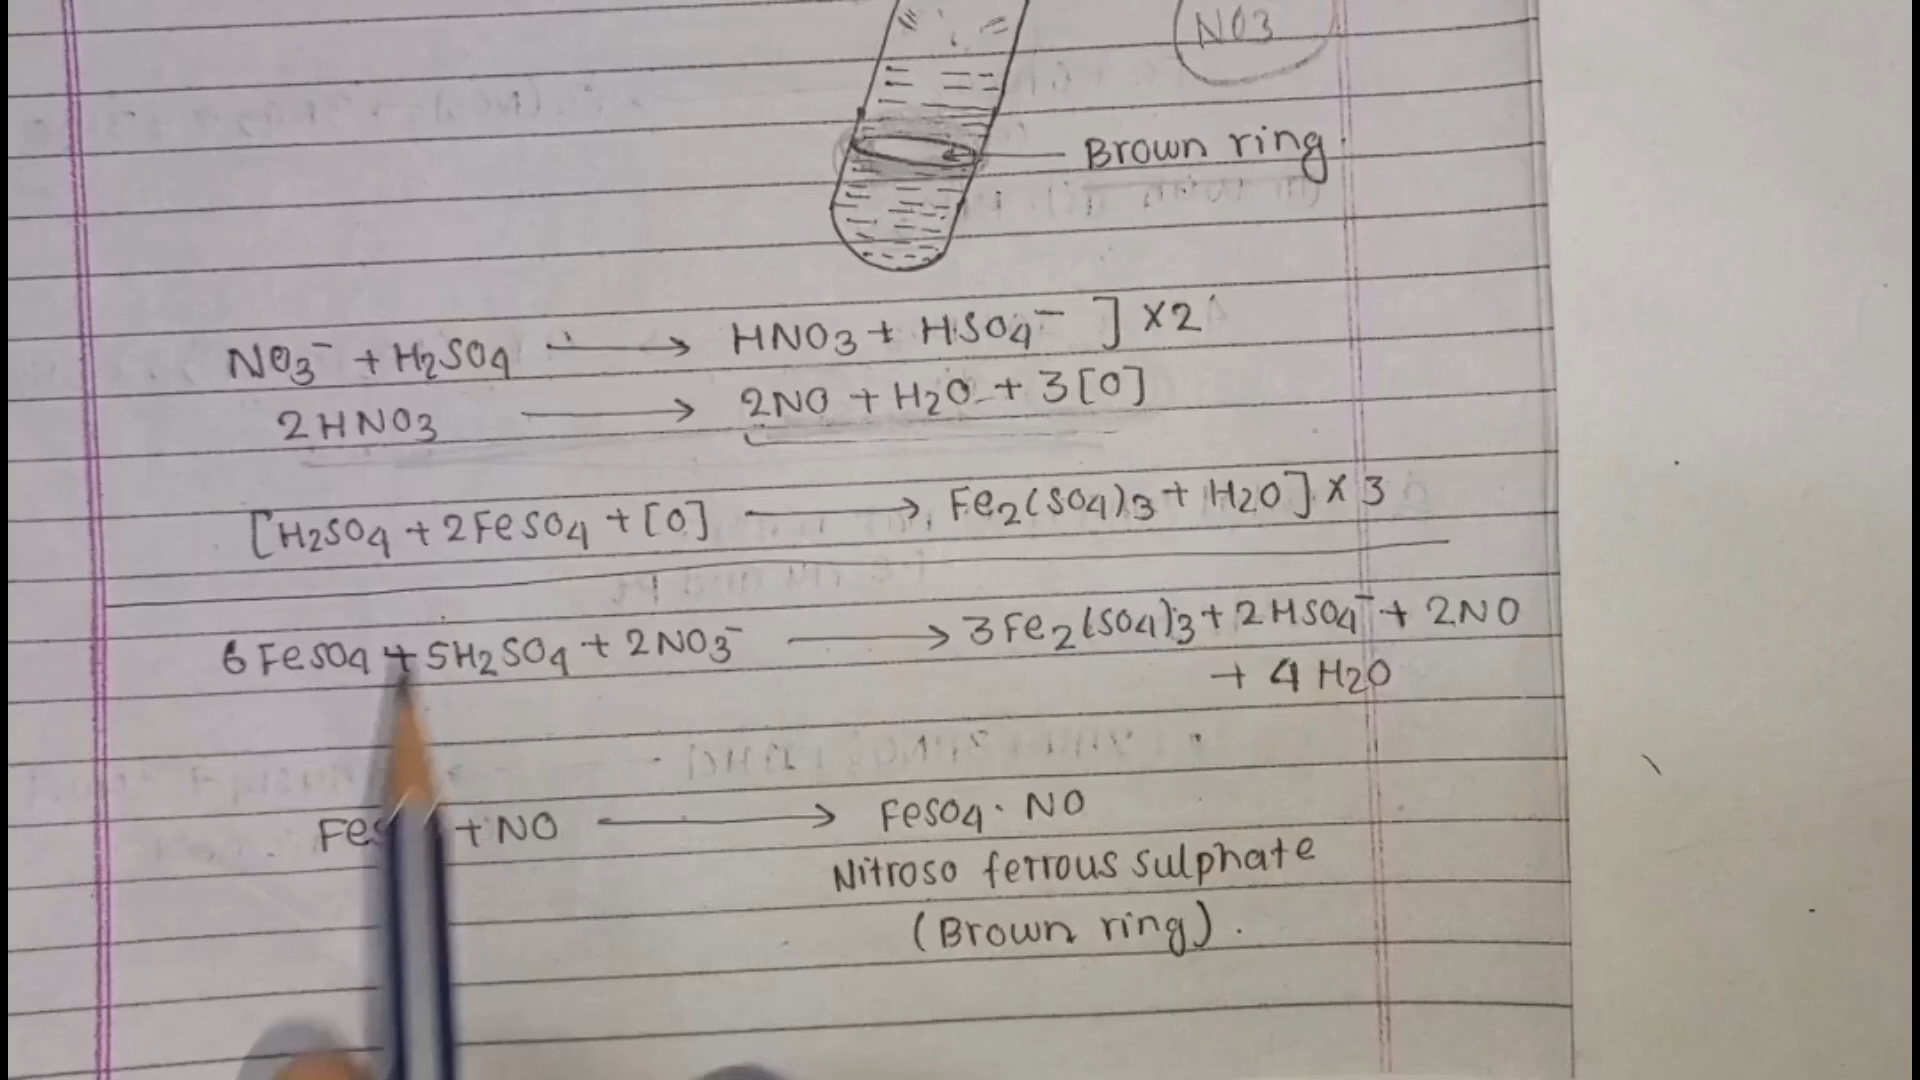 NO3
Brown ring.
NO3⁻ + H2SO4 ⟶ HNO3 + HSO4⁻ ] ×2
2HNO3 ⟶ 2NO + H2O + 3[O]
[H2SO4 + 2FeSO4 + [O] ⟶ Fe2(SO4)3 + H2O] × 3
6FeSO4 + 5H2SO4 + 2NO3⁻ ⟶ 3Fe2(SO4)3 + 2HSO4⁻ + 2NO
+ 4H2O
+ NO ⟶ FeSO4 · NO
Nitroso ferrous sulphate
(Brown ring).